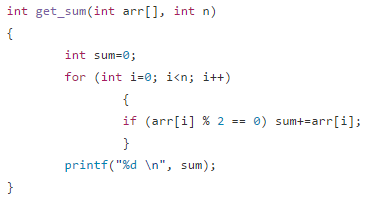 int get_sum(int arr[], int n)
{
int sum=0;
for (int i=0; i<n; i++)
{
if (arr[i] % 2 == 0) sum+=arr[i];
}
printf("%d \n", sum);
}